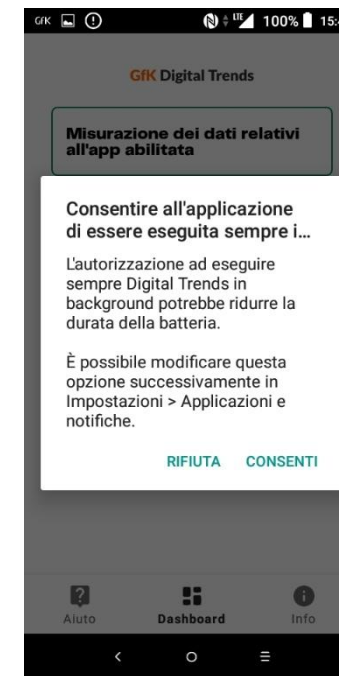 GfK 100% 15:
GfK Digital Trends
Misurazione dei dati relativi
all'app abilitata
Consentire all'applicazione
di essere eseguita sempre i...
L'autorizzazione ad eseguire
sempre Digital Trends in
background potrebbe ridurre la
durata della batteria.
È possibile modificare questa
opzione successivamente in
Impostazioni > Applicazioni e
notifiche.
RIFIUTA CONSENTI
Aiuto Dashboard Info